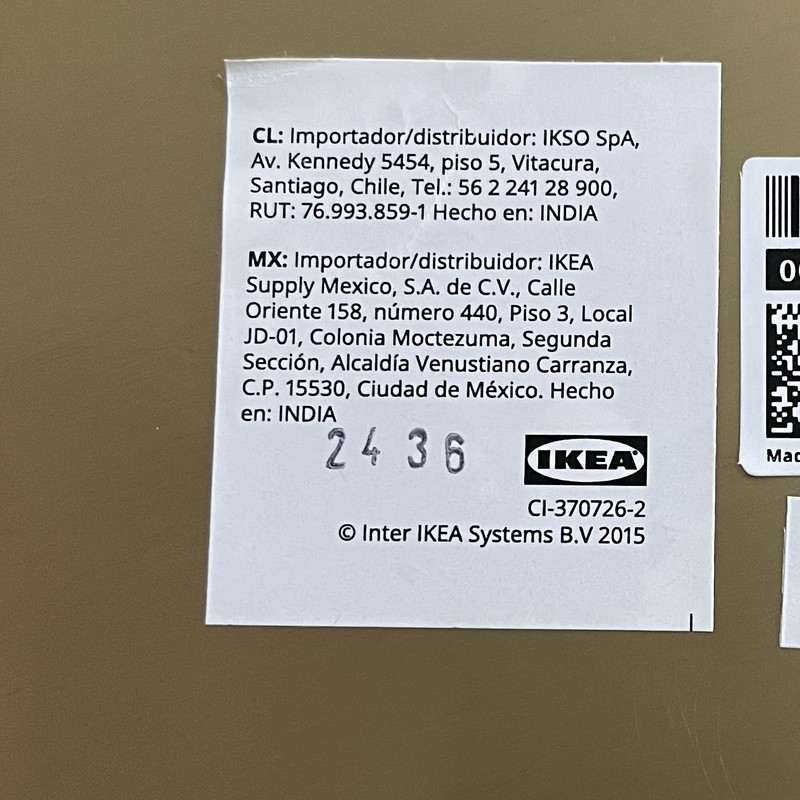 CL: Importador/distribuidor: IKSO SpA,
Av. Kennedy 5454, piso 5, Vitacura,
Santiago, Chile, Tel.: 56 2 241 28 900,
RUT: 76.993.859-1 Hecho en: INDIA
MX: Importador/distribuidor: IKEA
Supply Mexico, S.A. de C.V., Calle
Oriente 158, número 440, Piso 3, Local
JD-01, Colonia Moctezuma, Segunda
Sección, Alcaldía Venustiano Carranza,
C.P. 15530, Ciudad de México. Hecho
en: INDIA
2436
IKEA
CI-370726-2
© Inter IKEA Systems B.V 2015